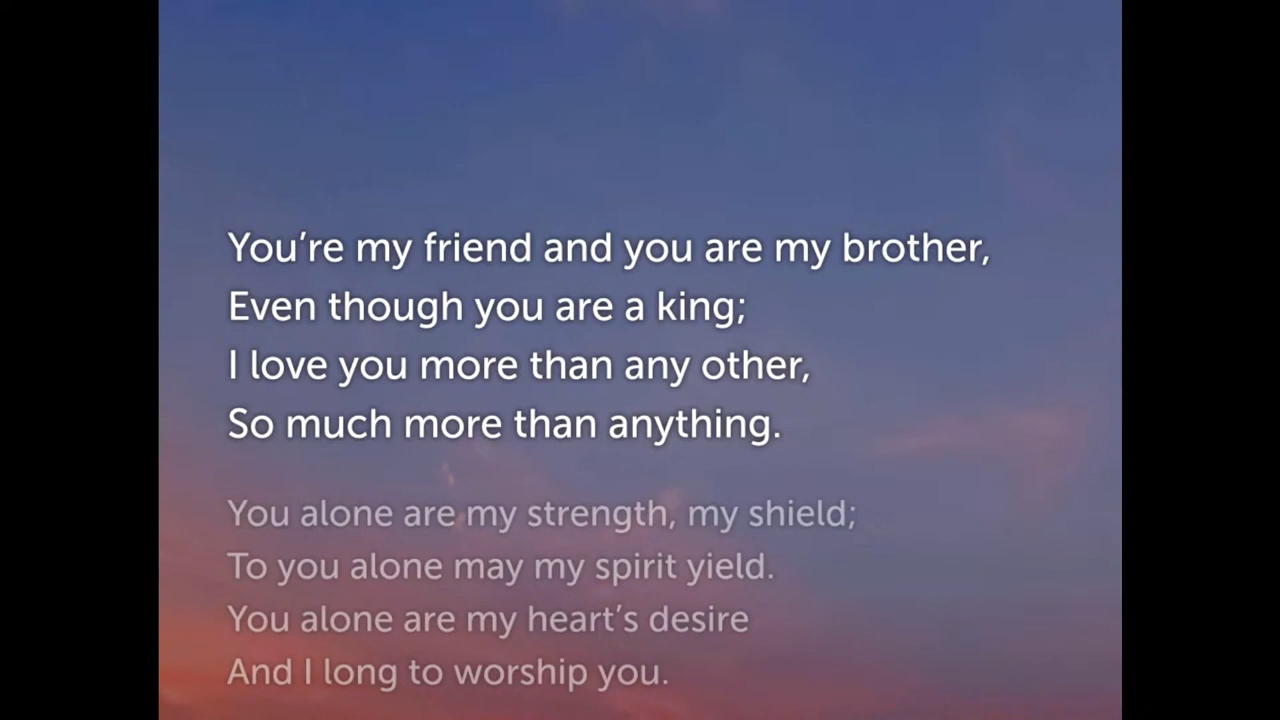 You’re my friend and you are my brother,
Even though you are a king;
I love you more than any other,
So much more than anything.
You alone are my strength, my shield;
To you alone may my spirit yield.
You alone are my heart’s desire
And I long to worship you.